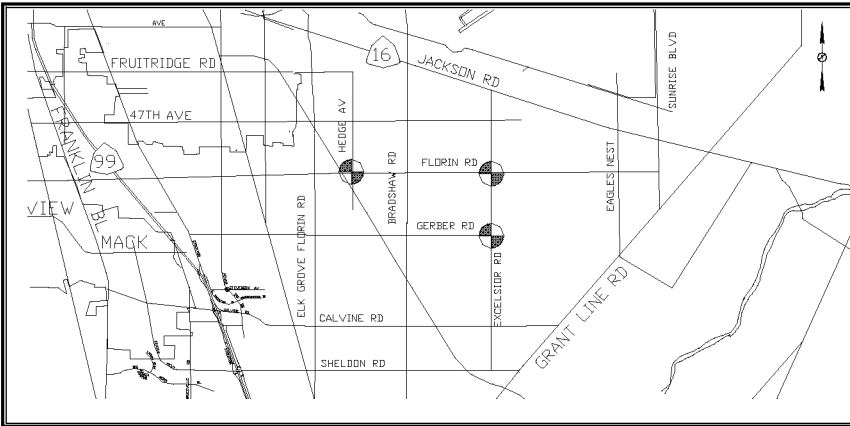 AVE
FRUITRIDGE RD
16
JACKSON RD
SUNRISE BLVD
47TH AVE
FRANKLIN BL
HEDGE AV
99
FLORIN RD
BRADSHAW RD
EAGLES NEST
VIEW
MACK
GERBER RD
ELK GROVE FLORIN RD
EXCELSIOR RD
CALVINE RD
GRANT LINE RD
SHELDON RD